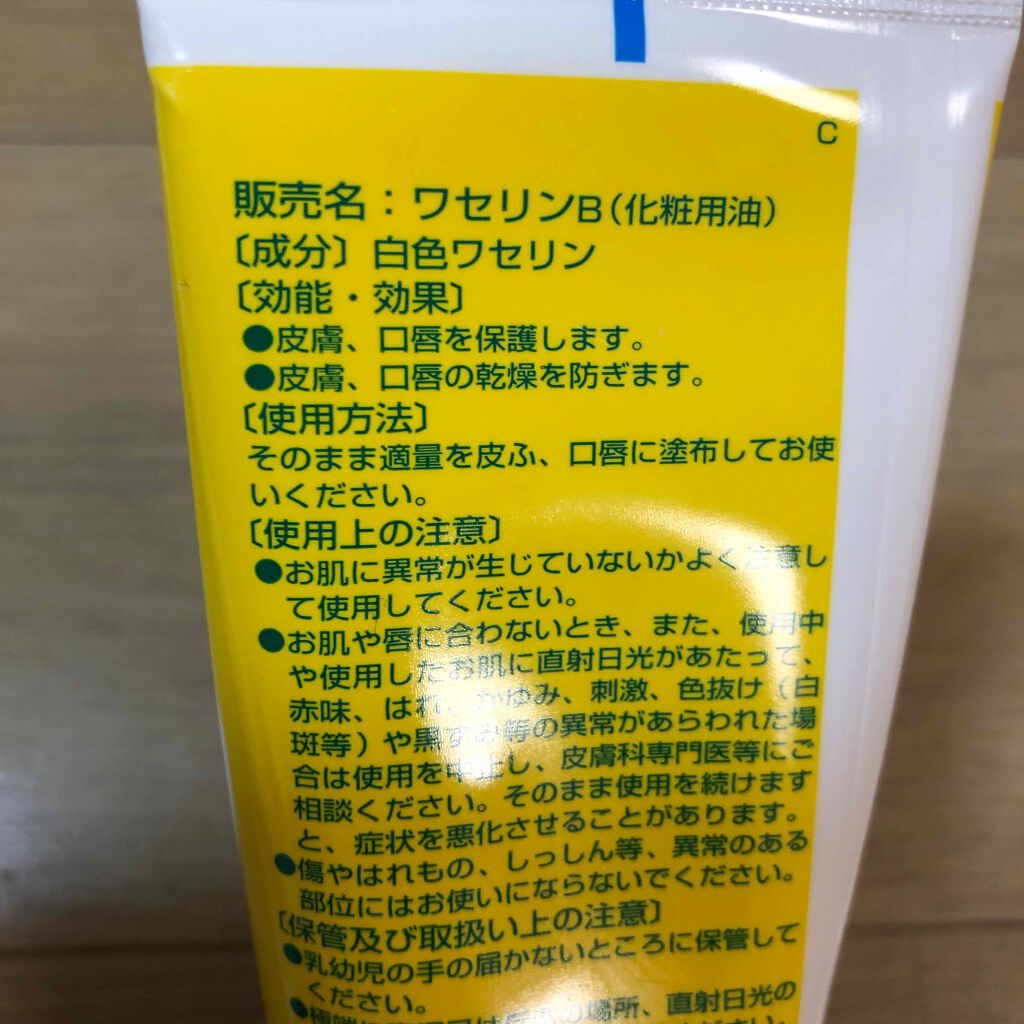 C
販売名：ワセリンB（化粧用油）
〔成分〕白色ワセリン
〔効能・効果〕
●皮膚、口唇を保護します。
●皮膚、口唇の乾燥を防ぎます。
〔使用方法〕
そのまま適量を皮ふ、口唇に塗布してお使
いください。
〔使用上の注意〕
●お肌に異常が生じていないかよく注意し
て使用してください。
●お肌や唇に合わないとき、また、使用中
や使用したお肌に直射日光があたって、
赤味、はれ、かゆみ、刺激、色抜け（白
斑等）や黒ずみ等の異常があらわれた場
合は使用を中止し、皮膚科専門医等にご
相談ください。そのまま使用を続けます
と、症状を悪化させることがあります。
●傷やはれもの、しっしん等、異常のある
部位にはお使いにならないでください。
〔保管及び取扱い上の注意〕
●乳幼児の手の届かないところに保管して
ください。
の場所、直射日光の
ください。